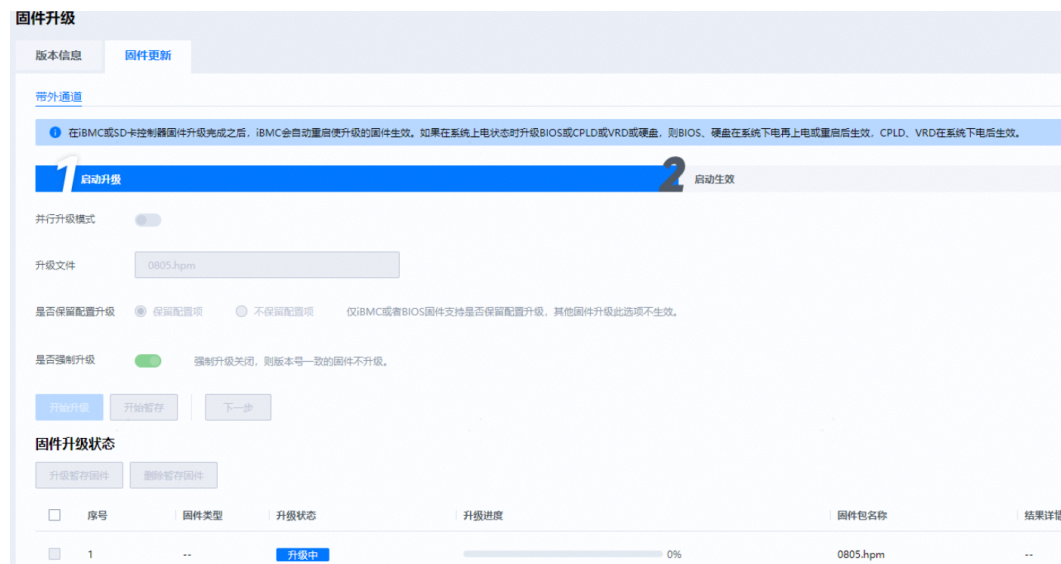 固件升级
版本信息 固件更新
带外通道
在iBMC或SD卡控制器固件升级完成之后，iBMC会自动重启使升级的固件生效。如果在系统上电状态时升级BIOS或CPLD或VRD或硬盘，则BIOS、硬盘在系统下电再上电或重启后生效，CPLD、VRD在系统下电后生效。
1 启动升级 2 启动生效
并行升级模式
升级文件 0805.hpm
是否保留配置升级 保留配置项 不保留配置项 仅iBMC或者BIOS固件支持是否保留配置升级，其他固件升级此选项不生效。
是否强制升级 强制升级关闭，则版本号一致的固件不升级。
开始升级 开始暂存 下一步
固件升级状态
升级暂存固件 删除暂存固件
序号 固件类型 升级状态 升级进度 固件包名称 结果详情
1 -- 升级中 0% 0805.hpm --